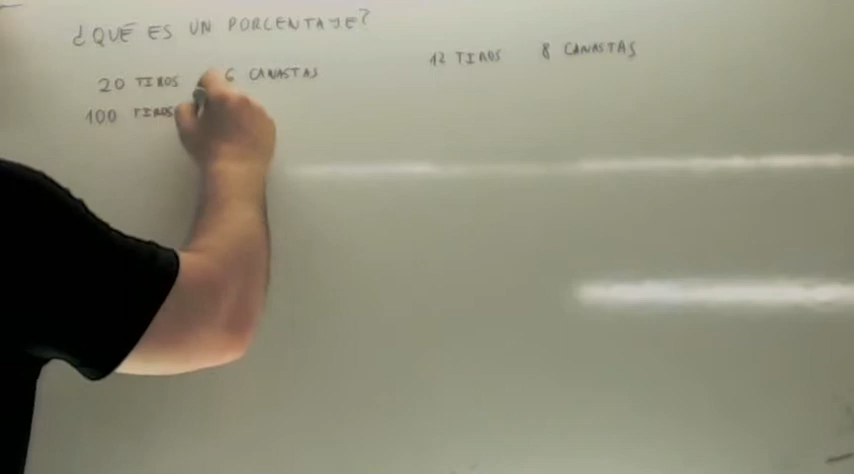 ¿QUÉ ES UN PORCENTAJE?
20 TIROS 6 CANASTAS
100 TIROS
12 TIROS 8 CANASTAS